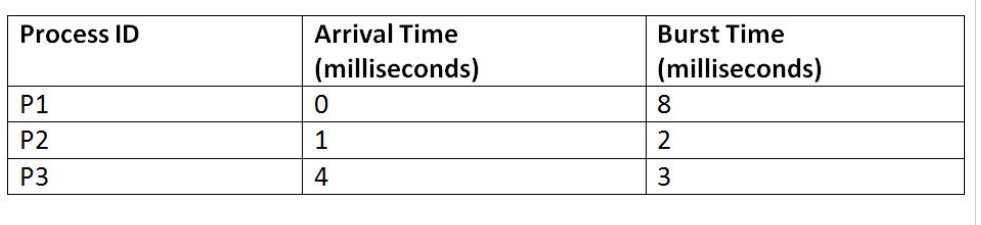 Process ID Arrival Time Burst Time
(milliseconds) (milliseconds)
P1 0 8
P2 1 2
P3 4 3